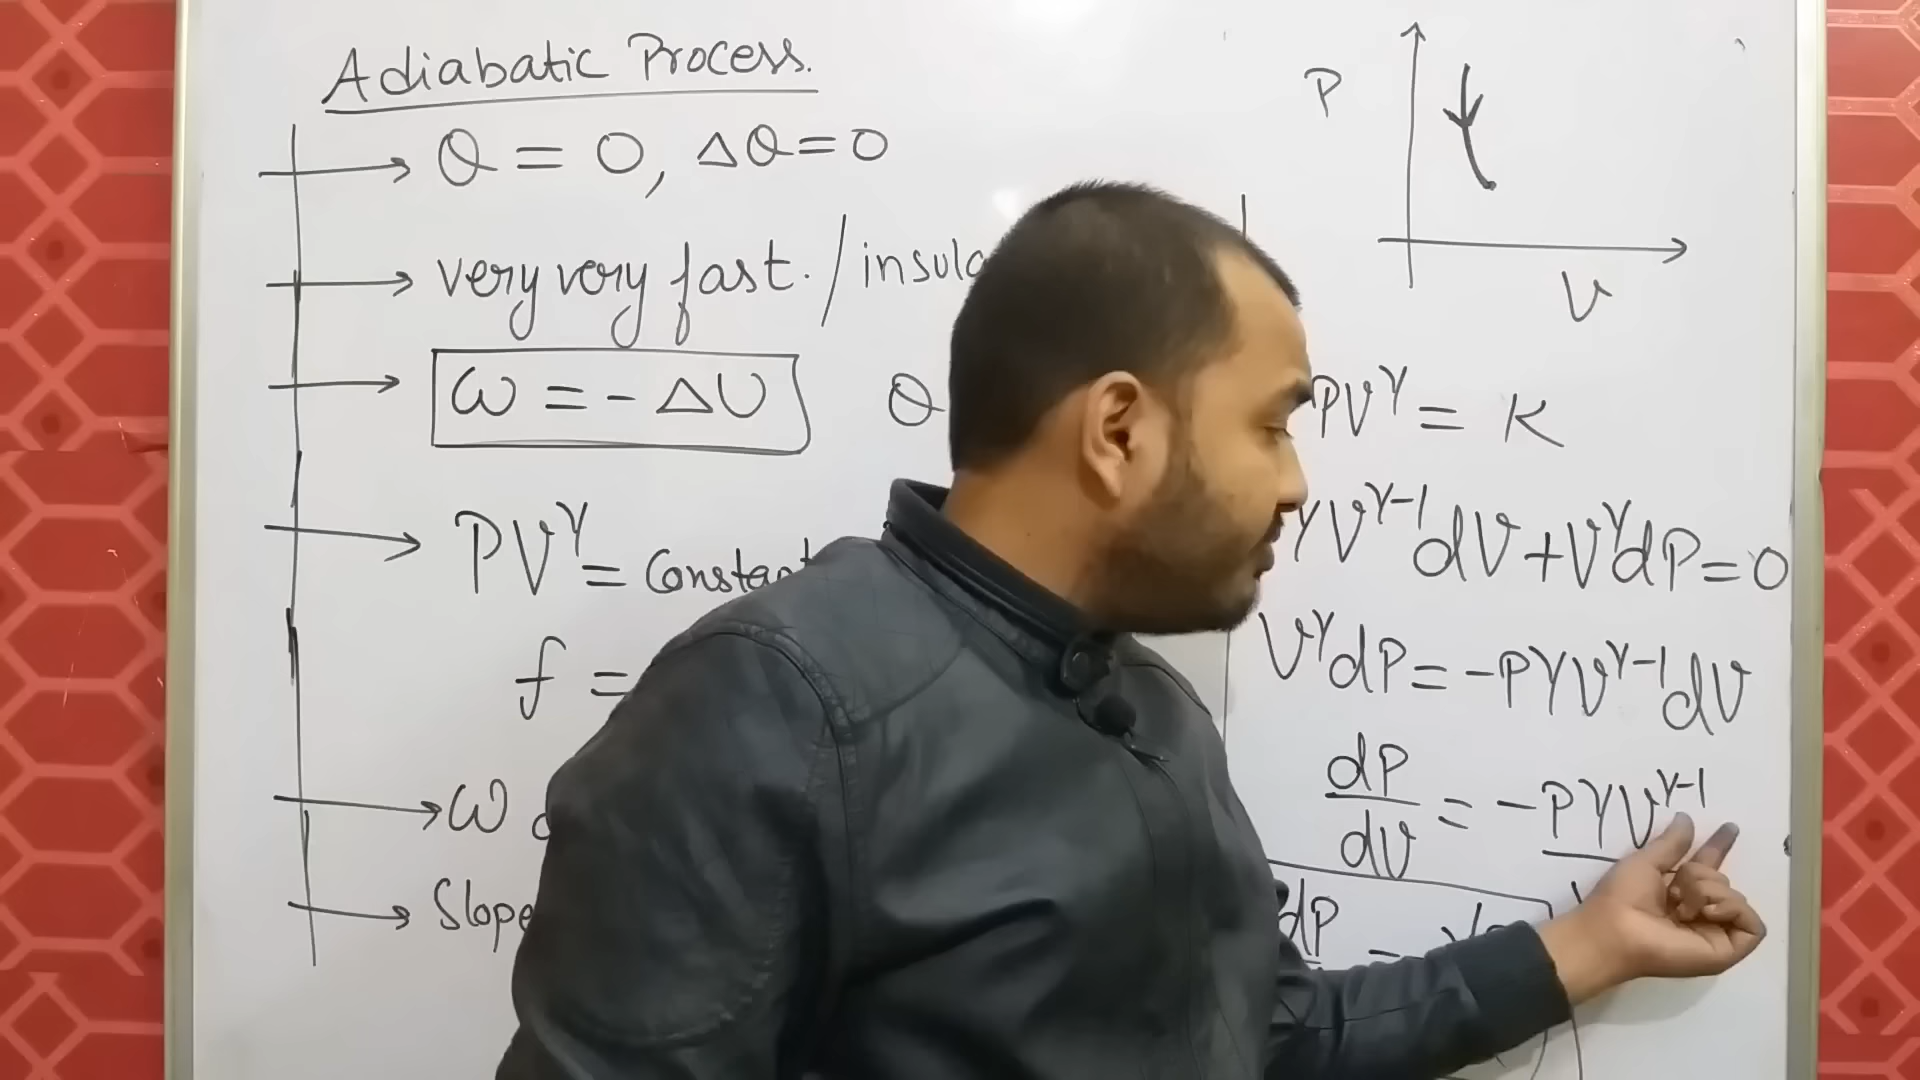 Adiabatic Process.
Q = 0, ΔQ = 0
very very fast. /
W = - ΔU Q
PV^γ = Constant
f =
W
Slope
P
V
PV^γ = K
γV^γ-1 dV + V^γ dP = 0
V^γ dP = -PγV^γ-1 dV
dP/dV = -PγV^γ-1
dP